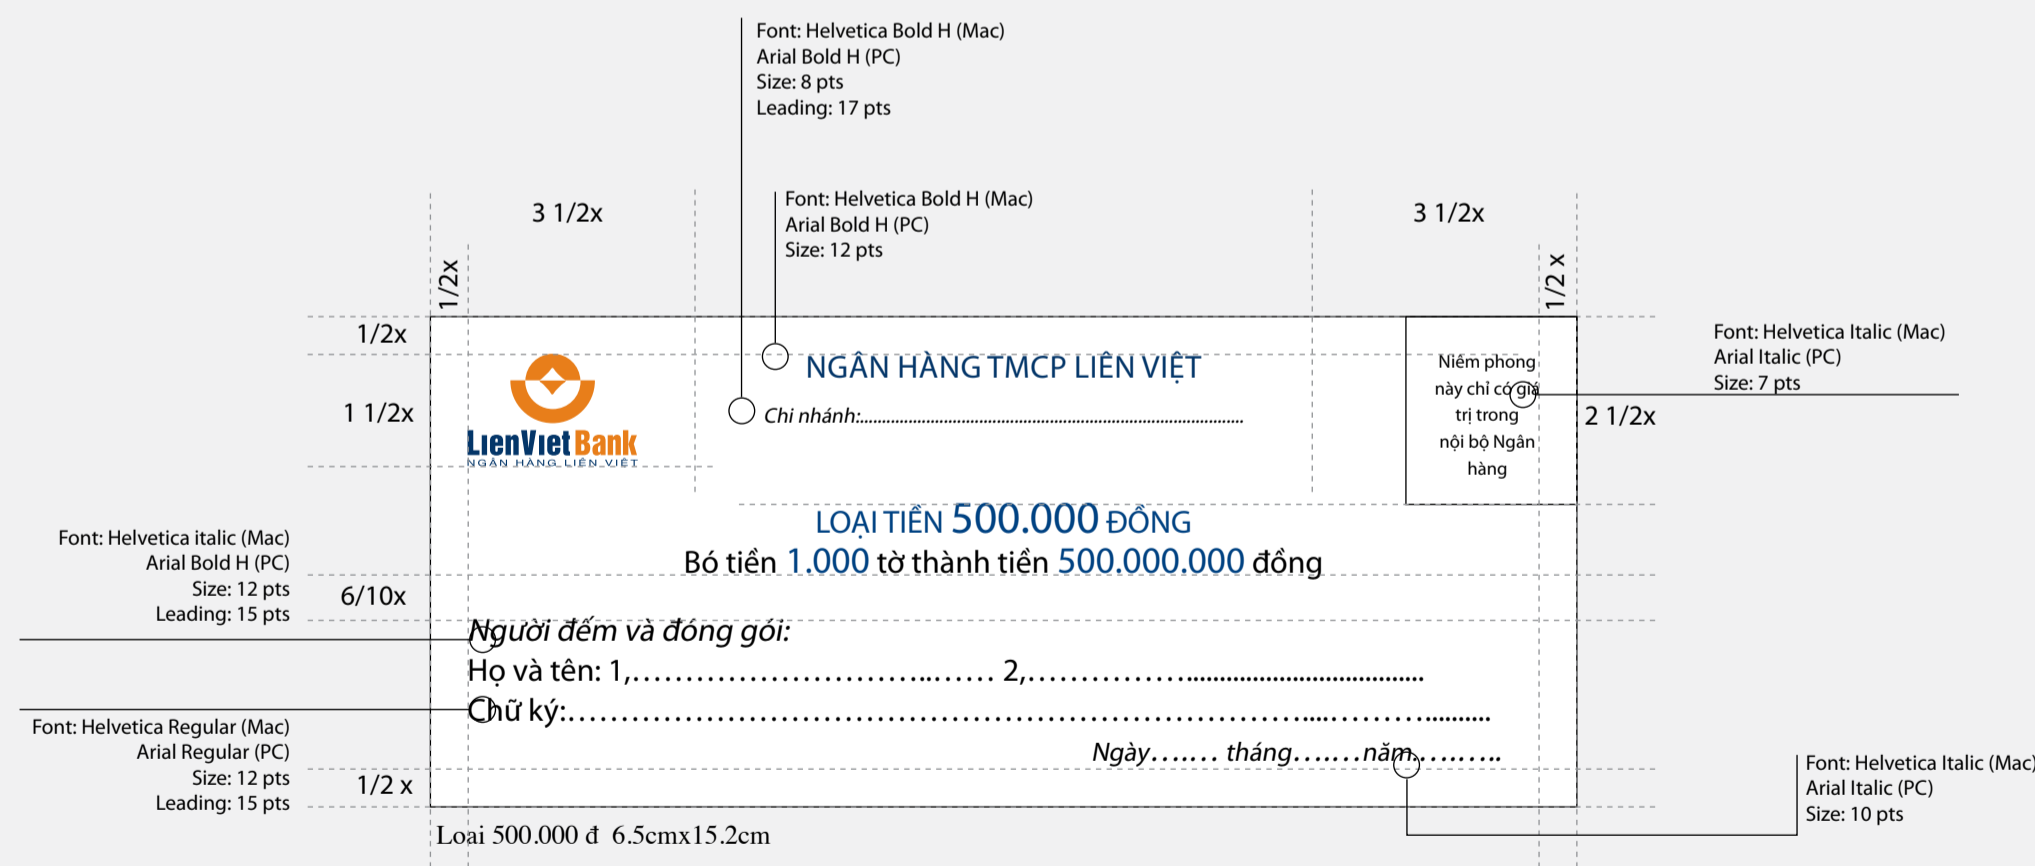 Font: Helvetica Bold H (Mac)
Arial Bold H (PC)
Size: 8 pts
Leading: 17 pts
Font: Helvetica Bold H (Mac)
Arial Bold H (PC)
Size: 12 pts
3 1/2x
3 1/2x
1/2x
1/2 x
1/2x
1 1/2x
LienVietBank
NGÂN HÀNG LIÊN VIỆT
NGÂN HÀNG TMCP LIÊN VIỆT
Chi nhánh:................................................................................................
Niêm phong
này chỉ có giá
trị trong
nội bộ Ngân
hàng
Font: Helvetica Italic (Mac)
Arial Italic (PC)
Size: 7 pts
2 1/2x
LOẠI TIỀN 500.000 ĐỒNG
Bó tiền 1.000 tờ thành tiền 500.000.000 đồng
Font: Helvetica italic (Mac)
Arial Bold H (PC)
Size: 12 pts
Leading: 15 pts
6/10x
Người đếm và đóng gói:
Họ và tên: 1,……………………………..…… 2,………………........................................
Chữ ký:……………………………………………………………………....………...........
Ngày…..… tháng…..…năm…..…..
Font: Helvetica Regular (Mac)
Arial Regular (PC)
Size: 12 pts
Leading: 15 pts
1/2 x
Font: Helvetica Italic (Mac)
Arial Italic (PC)
Size: 10 pts
Loại 500.000 đ 6.5cmx15.2cm